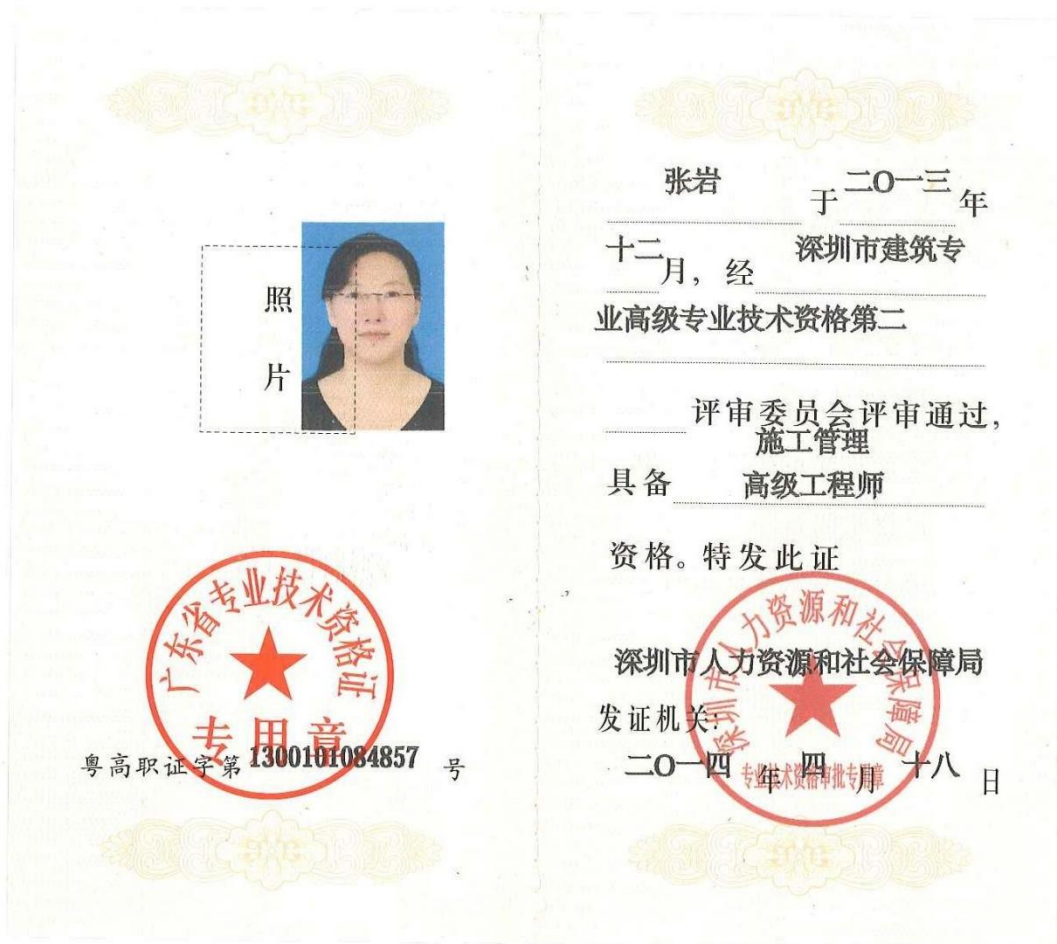 照
片
广东省专业技术资格证
专用章
粤高职证字第 1300101084857 号
张岩 于 二O一三 年
十二 月，经 深圳市建筑专
业高级专业技术资格第二
评审委员会评审通过，
施工管理
具备 高级工程师
资格。特发此证
深圳市人力资源和社会保障局
深圳市人力资源和社会保障局
发证机关：
二O一四 年 四 月 十八 日
专业技术资格审批专用章